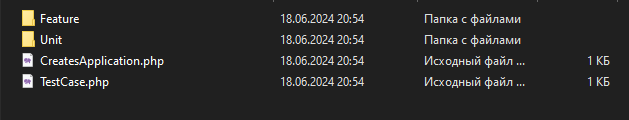 Feature 18.06.2024 20:54 Папка с файлами
Unit 18.06.2024 20:54 Папка с файлами
CreatesApplication.php 18.06.2024 20:54 Исходный файл ... 1 КБ
TestCase.php 18.06.2024 20:54 Исходный файл ... 1 КБ